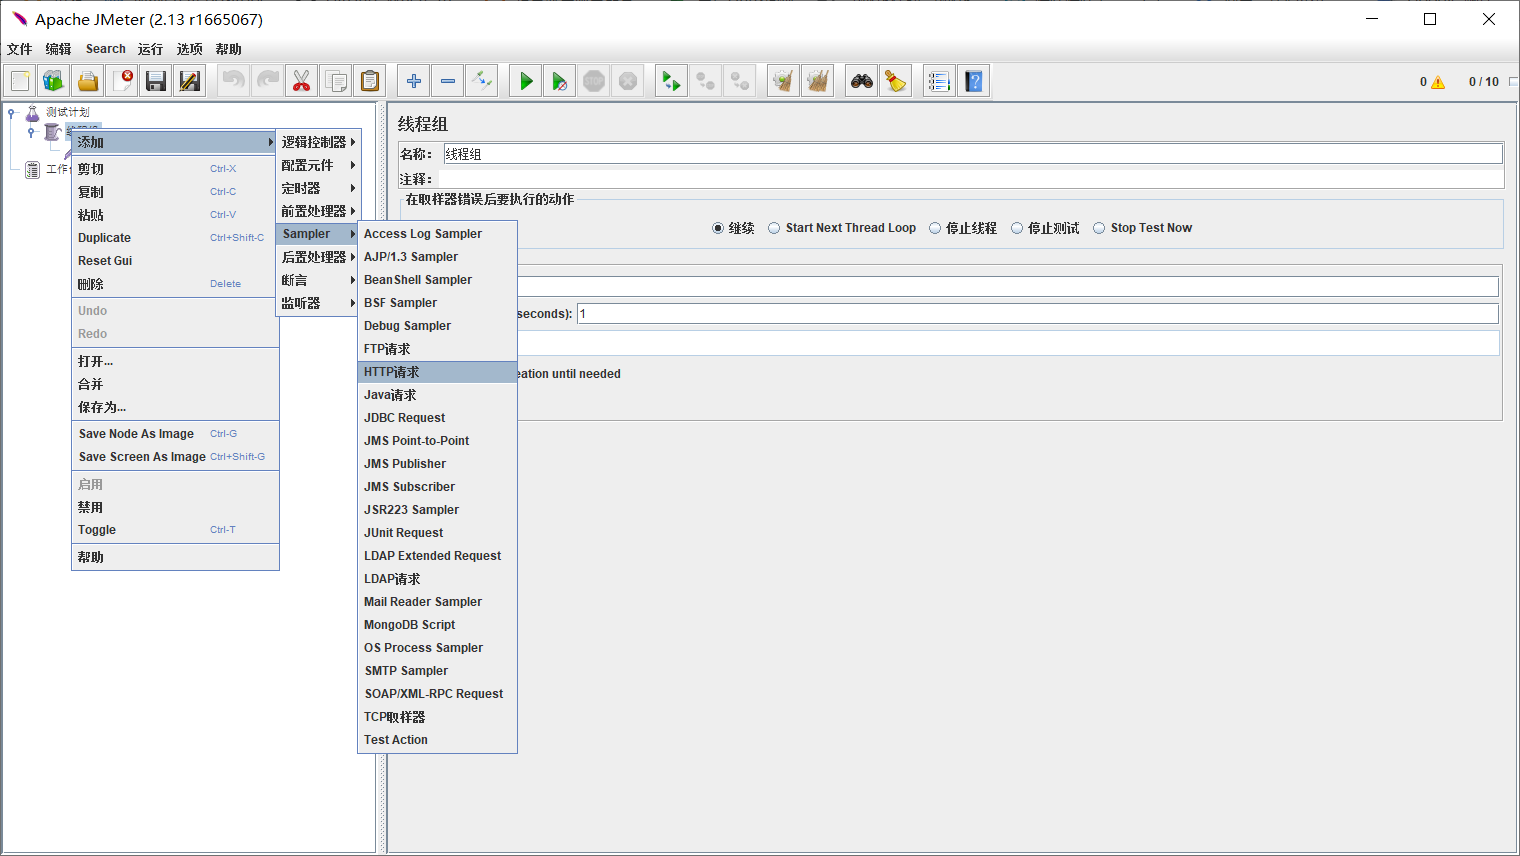 Apache JMeter (2.13 r1665067)
文件 编辑 Search 运行 选项 帮助
0 0 / 10
测试计划
线程组
工作台
添加
剪切 Ctrl-X
复制 Ctrl-C
粘贴 Ctrl-V
Duplicate Ctrl+Shift-C
Reset Gui
删除 Delete
Undo
Redo
打开...
合并
保存为...
Save Node As Image Ctrl-G
Save Screen As Image Ctrl+Shift-G
启用
禁用
Toggle Ctrl-T
帮助
逻辑控制器
配置元件
定时器
前置处理器
Sampler
后置处理器
断言
监听器
Access Log Sampler
AJP/1.3 Sampler
BeanShell Sampler
BSF Sampler
Debug Sampler
FTP请求
HTTP请求
Java请求
JDBC Request
JMS Point-to-Point
JMS Publisher
JMS Subscriber
JSR223 Sampler
JUnit Request
LDAP Extended Request
LDAP请求
Mail Reader Sampler
MongoDB Script
OS Process Sampler
SMTP Sampler
SOAP/XML-RPC Request
TCP取样器
Test Action
线程组
名称： 线程组
注释：
在取样器错误后要执行的动作
继续 Start Next Thread Loop 停止线程 停止测试 Stop Test Now
seconds): 1
eation until needed